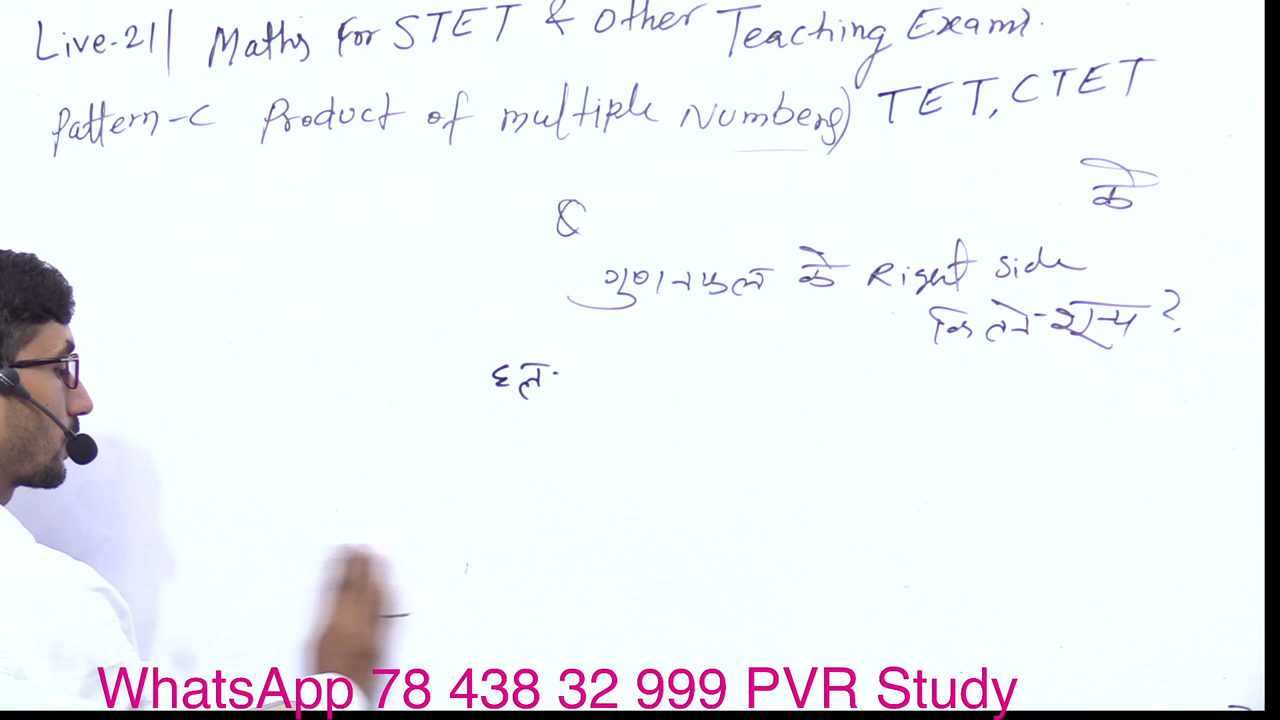 Live-21| Maths for STET & other Teaching Exam.
Pattern-C Product of multiple Numbers) TET, CTET
के
&
गुणनफल के Right side
कितने शून्य ?
हल.
WhatsApp 78 438 32 999 PVR Study